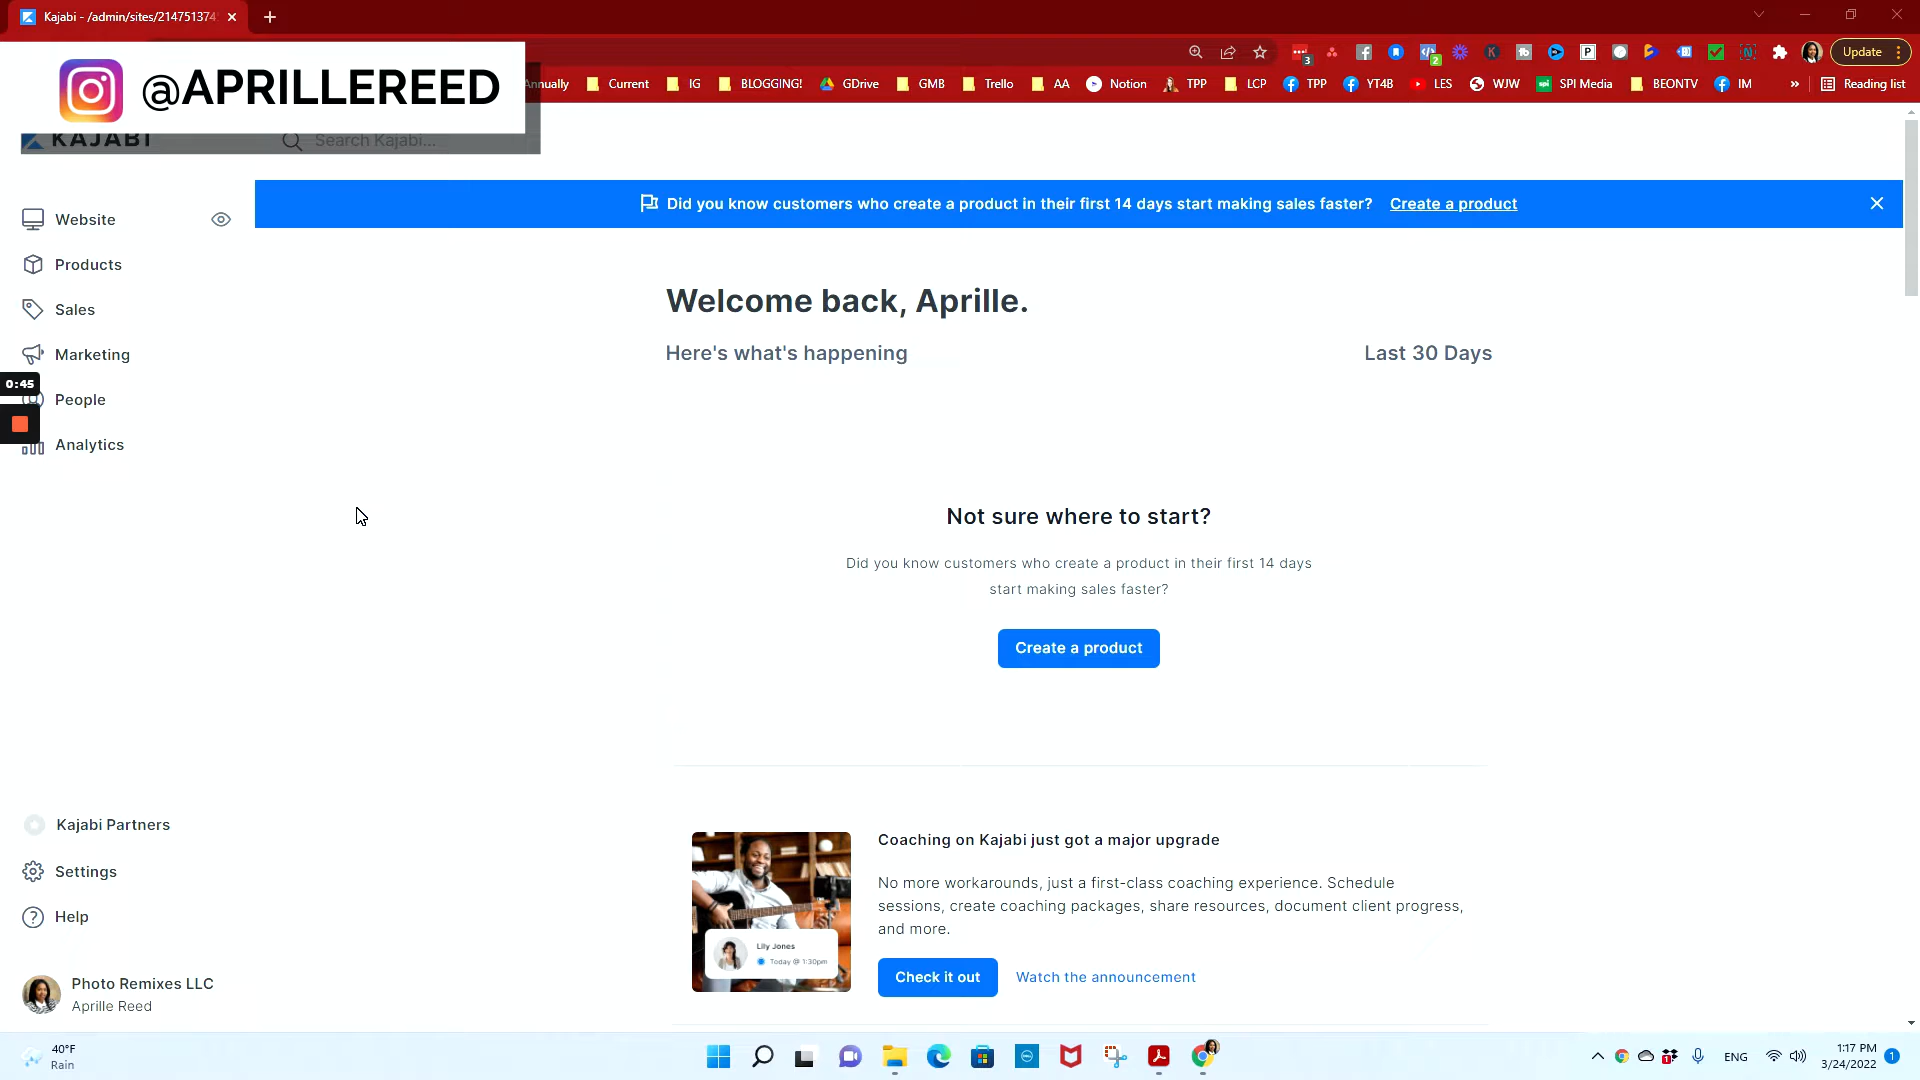 Kajabi - /admin/sites/214751374
@APRILLEREED
Annually Current IG BLOGGING! GDrive GMB Trello AA Notion TPP LCP TPP YT4B LES WJW SPI Media BEONTV IM » Reading list
3
2
Update
KAJABI
Search Kajabi...
Website
Products
Sales
Marketing
0:45
People
Analytics
Did you know customers who create a product in their first 14 days start making sales faster? Create a product
Welcome back, Aprille.
Here's what's happening
Last 30 Days
Not sure where to start?
Did you know customers who create a product in their first 14 days
start making sales faster?
Create a product
Coaching on Kajabi just got a major upgrade
No more workarounds, just a first-class coaching experience. Schedule
sessions, create coaching packages, share resources, document client progress,
and more.
Lily Jones
Today @ 1:30pm
Check it out Watch the announcement
Kajabi Partners
Settings
Help
Photo Remixes LLC
Aprille Reed
40°F
Rain
ENG
1:17 PM
3/24/2022
1